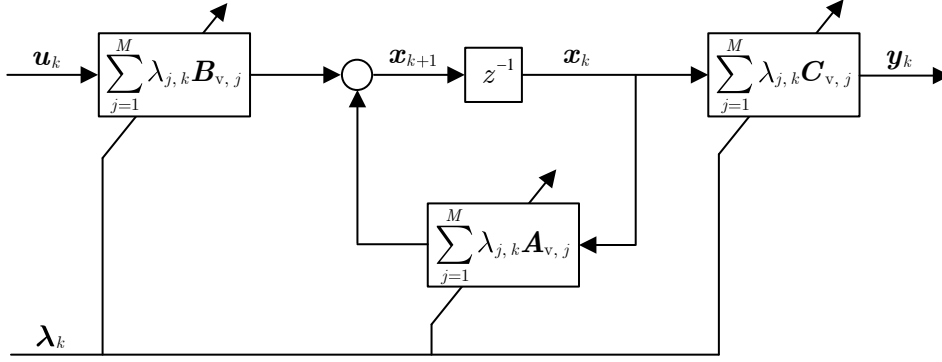 u_k
∑_{j=1}^{M} λ_{j, k} B_{v, j}
x_{k+1}
z^{-1}
x_k
∑_{j=1}^{M} λ_{j, k} C_{v, j}
y_k
∑_{j=1}^{M} λ_{j, k} A_{v, j}
λ_k